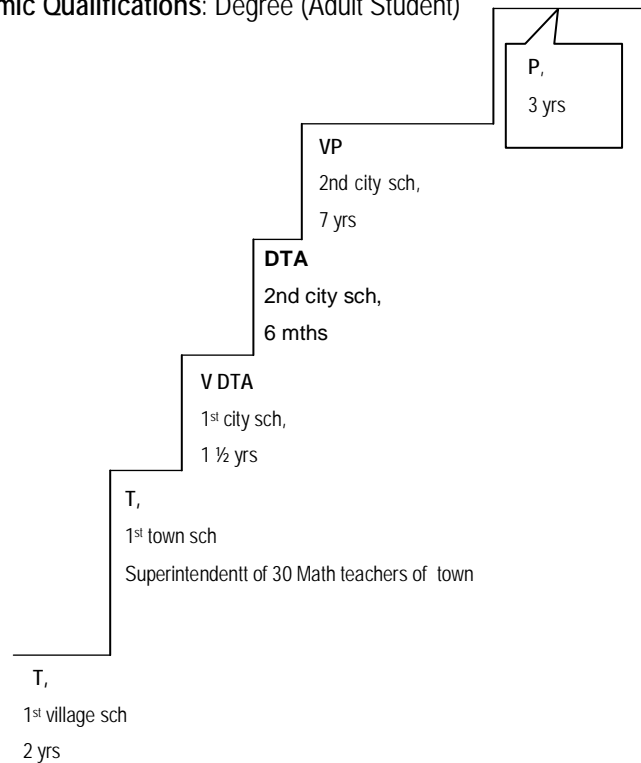 mic Qualifications: Degree (Adult Student)
P,
3 yrs
VP
2nd city sch,
7 yrs
DTA
2nd city sch,
6 mths
V DTA
1st city sch,
1 ½ yrs
T,
1st town sch
Superintendentt of 30 Math teachers of town
T,
1st village sch
2 yrs